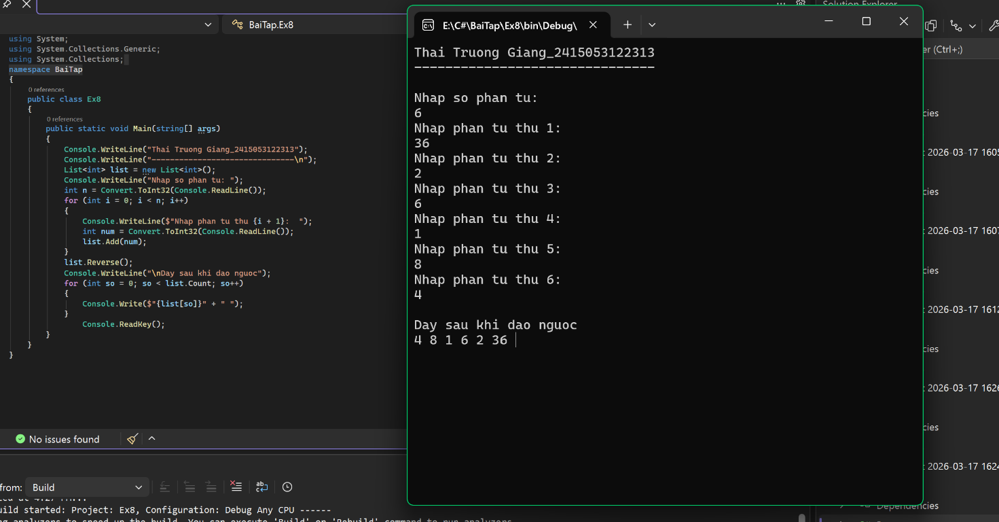 Solution Explorer
BaiTap.Ex8
using System;
using System.Collections.Generic;
using System.Collections;
namespace BaiTap
{
0 references
public class Ex8
{
0 references
public static void Main(string[] args)
{
Console.WriteLine("Thai Truong Giang_2415053122313");
Console.WriteLine("-------------------------------\n");
List<int> list = new List<int>();
Console.WriteLine("Nhap so phan tu: ");
int n = Convert.ToInt32(Console.ReadLine());
for (int i = 0; i < n; i++)
{
Console.WriteLine($"Nhap phan tu thu {i + 1}:  ");
int num = Convert.ToInt32(Console.ReadLine());
list.Add(num);
}
list.Reverse();
Console.WriteLine("\nDay sau khi dao nguoc");
for (int so = 0; so < list.Count; so++)
{
Console.Write($"{list[so]}" + " ");
}
Console.ReadKey();
}
}
}
No issues found
from: Build
uild started: Project: Ex8, Configuration: Debug Any CPU ------
E:\C#\BaiTap\Ex8\bin\Debug\
Thai Truong Giang_2415053122313
-------------------------------
Nhap so phan tu:
6
Nhap phan tu thu 1:
36
Nhap phan tu thu 2:
2
Nhap phan tu thu 3:
6
Nhap phan tu thu 4:
1
Nhap phan tu thu 5:
8
Nhap phan tu thu 6:
4
Day sau khi dao nguoc
4 8 1 6 2 36
er (Ctrl+;)
cies
2026-03-17 1605
cies
2026-03-17 1607
cies
2026-03-17 1612
cies
2026-03-17 1626
cies
2026-03-17 1624
Dependencies